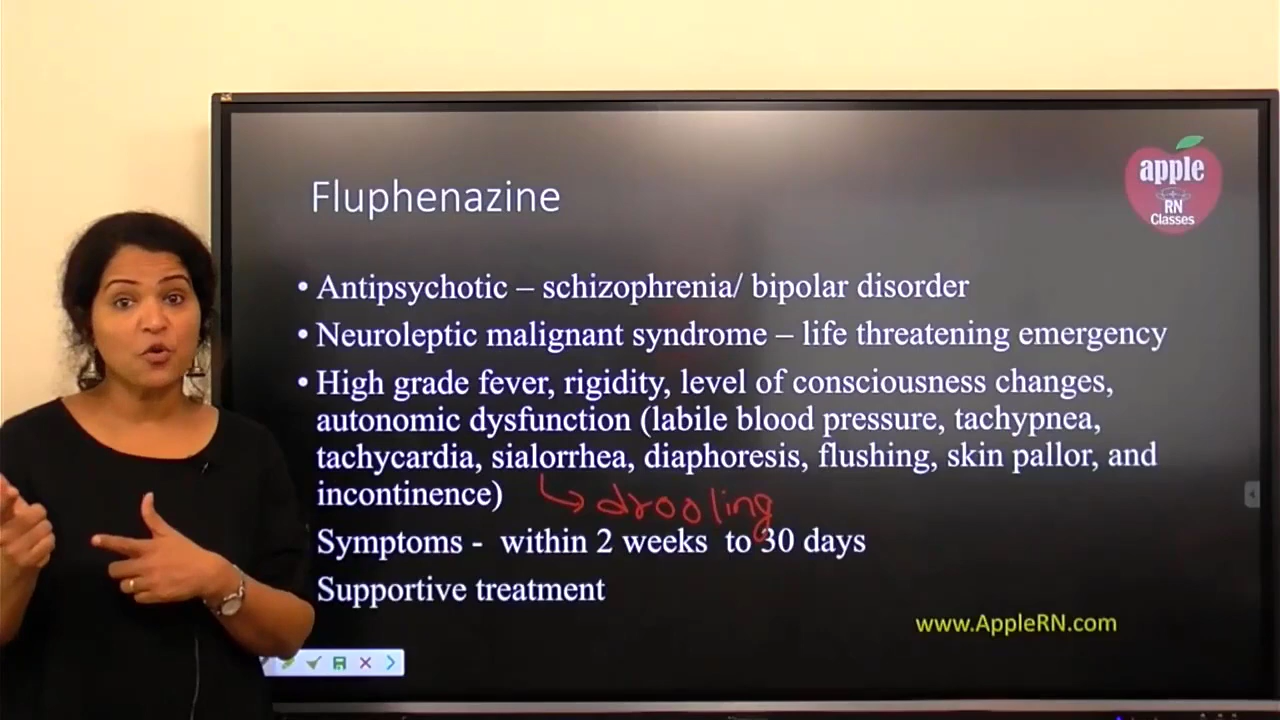 apple
RN
Classes
Fluphenazine
• Antipsychotic – schizophrenia/ bipolar disorder
• Neuroleptic malignant syndrome – life threatening emergency
• High grade fever, rigidity, level of consciousness changes,
autonomic dysfunction (labile blood pressure, tachypnea,
tachycardia, sialorrhea, diaphoresis, flushing, skin pallor, and
incontinence)
drooling
Symptoms - within 2 weeks to 30 days
Supportive treatment
www.AppleRN.com